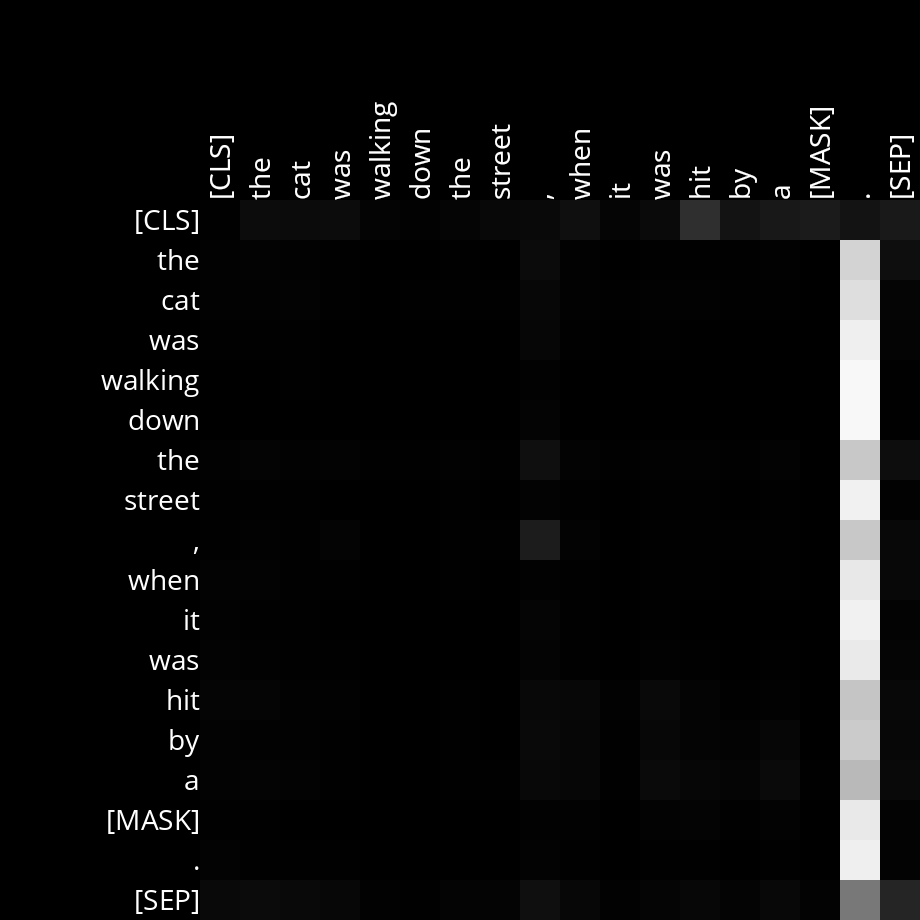 [CLS] the cat was walking down the street , when it was hit by a [MASK] . [SEP]
[CLS]
the
cat
was
walking
down
the
street
,
when
it
was
hit
by
a
[MASK]
.
[SEP]